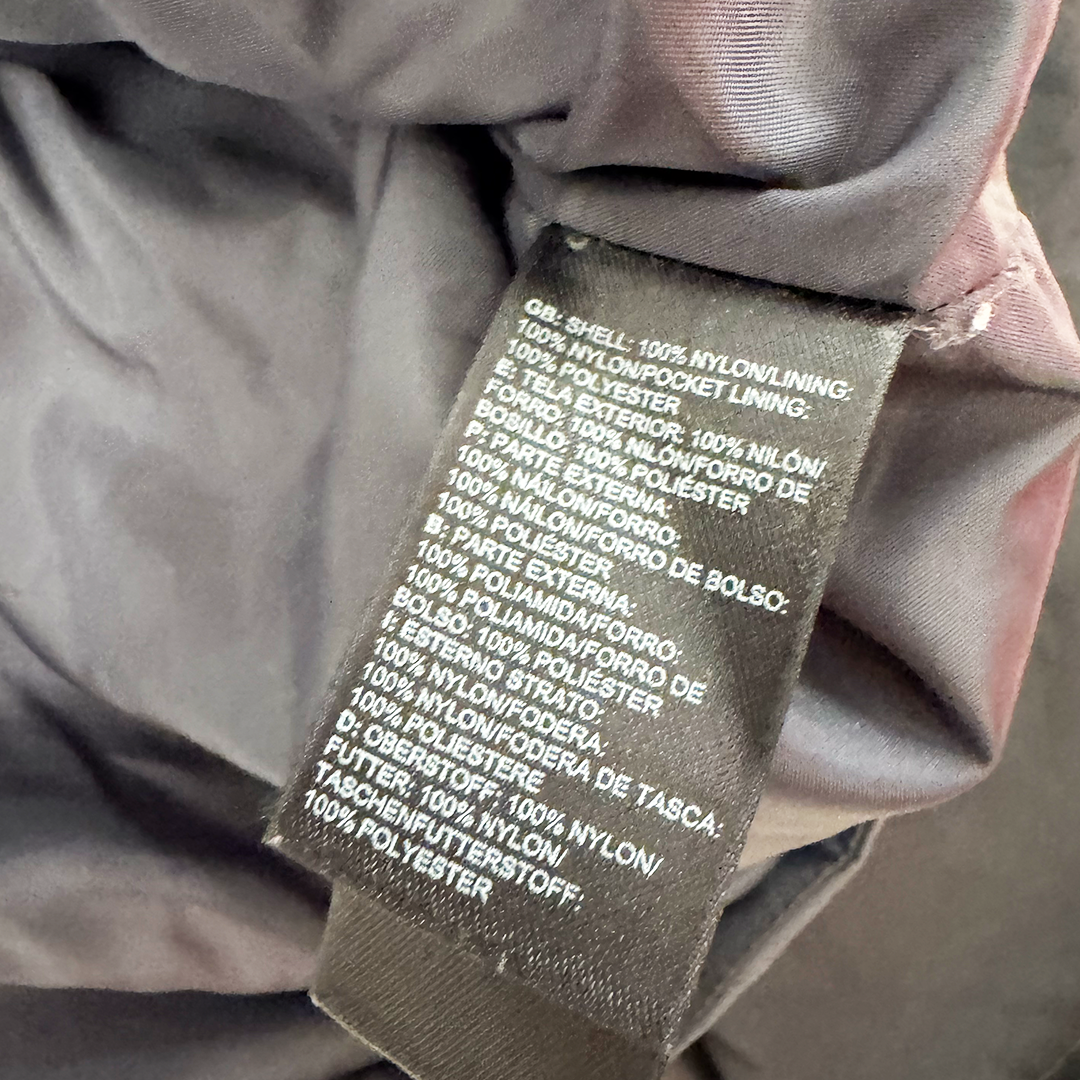 GB: SHELL: 100% NYLON/LINING:
100% NYLON/POCKET LINING:
100% POLYESTER
E: TELA EXTERIOR: 100% NILÓN/
FORRO: 100% NILÓN/FORRO DE
BOSILLO: 100% POLIÉSTER
P: PARTE EXTERNA:
100% NÁILON/FORRO:
100% NÁILON/FORRO DE BOLSO:
100% POLIÉSTER
B: PARTE EXTERNA:
100% POLIAMIDA/FORRO:
100% POLIAMIDA/FORRO DE
BOLSO: 100% POLIÉSTER
I: ESTERNO STRATO:
100% NYLON/FODERA:
100% NYLON/FODERA DE TASCA:
100% POLIESTERE
D: OBERSTOFF: 100% NYLON/
FUTTER: 100% NYLON/
TASCHENFUTTERSTOFF:
100% POLYESTER